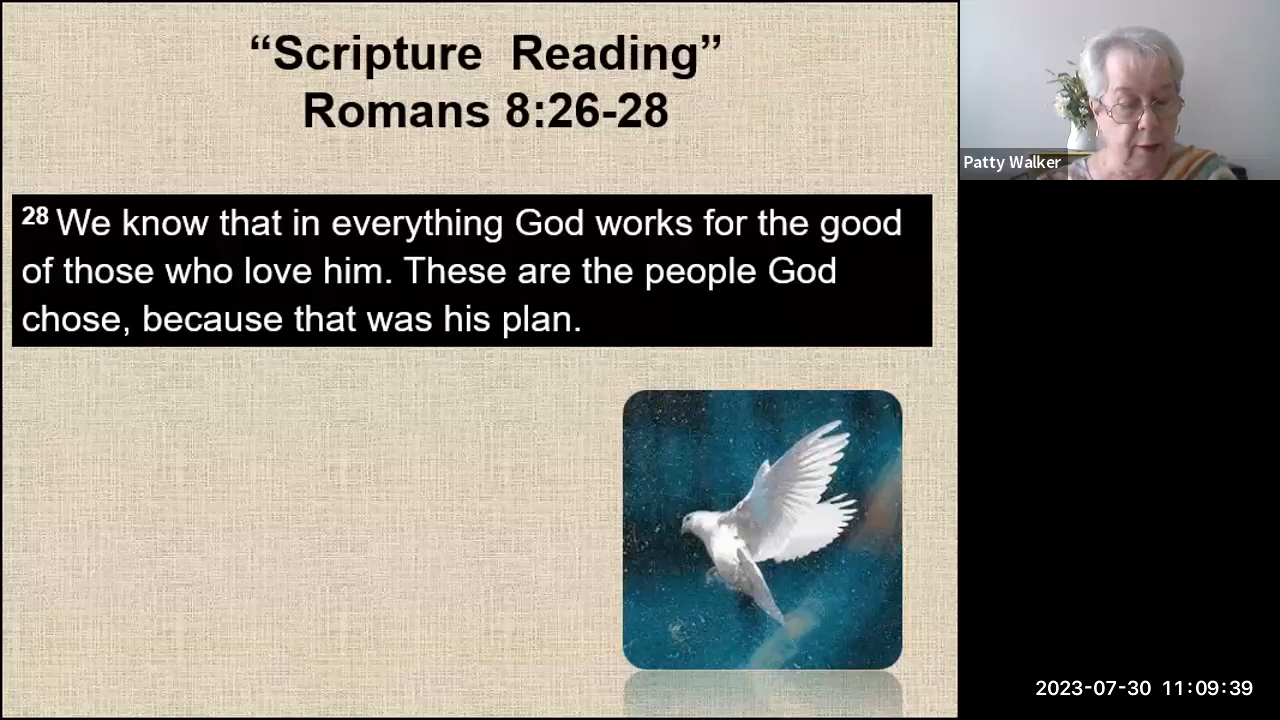 “Scripture Reading”
Romans 8:26-28
28 We know that in everything God works for the good
of those who love him. These are the people God
chose, because that was his plan.
Patty Walker
2023-07-30 11:09:39